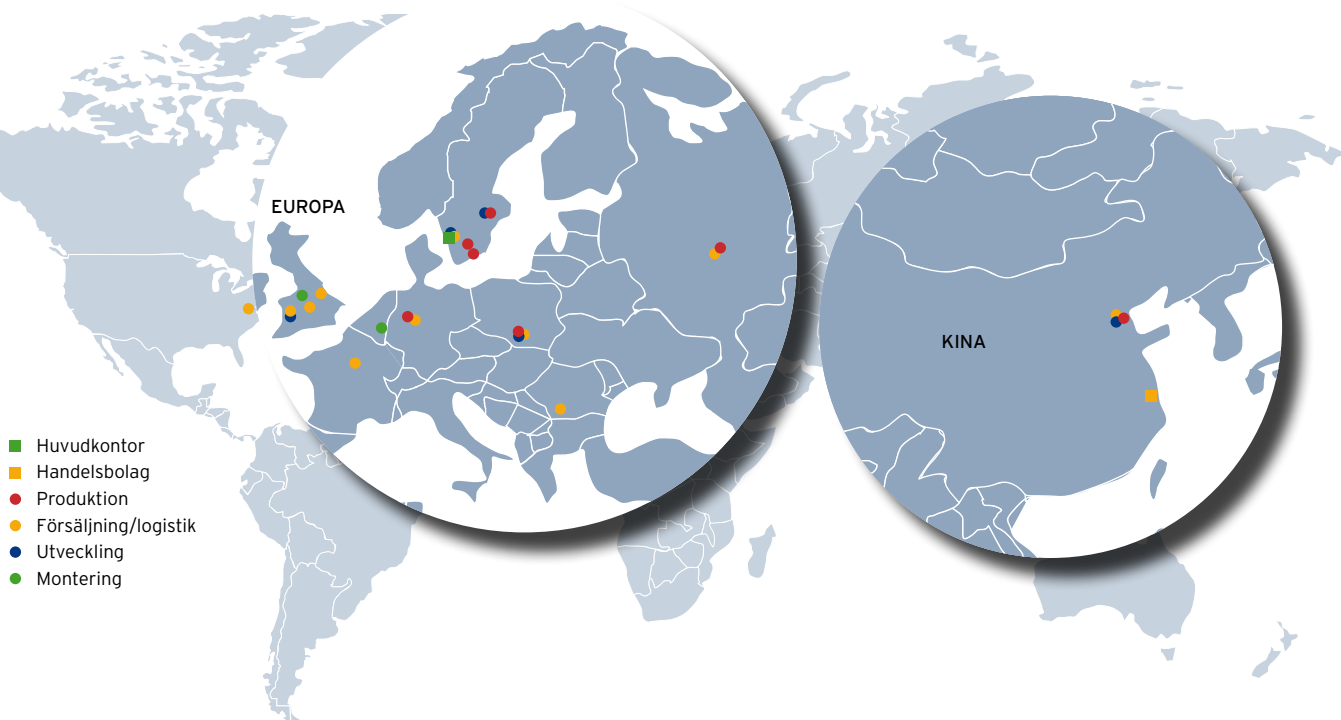 EUROPA
KINA
Huvudkontor
Handelsbolag
Produktion
Försäljning/logistik
Utveckling
Montering